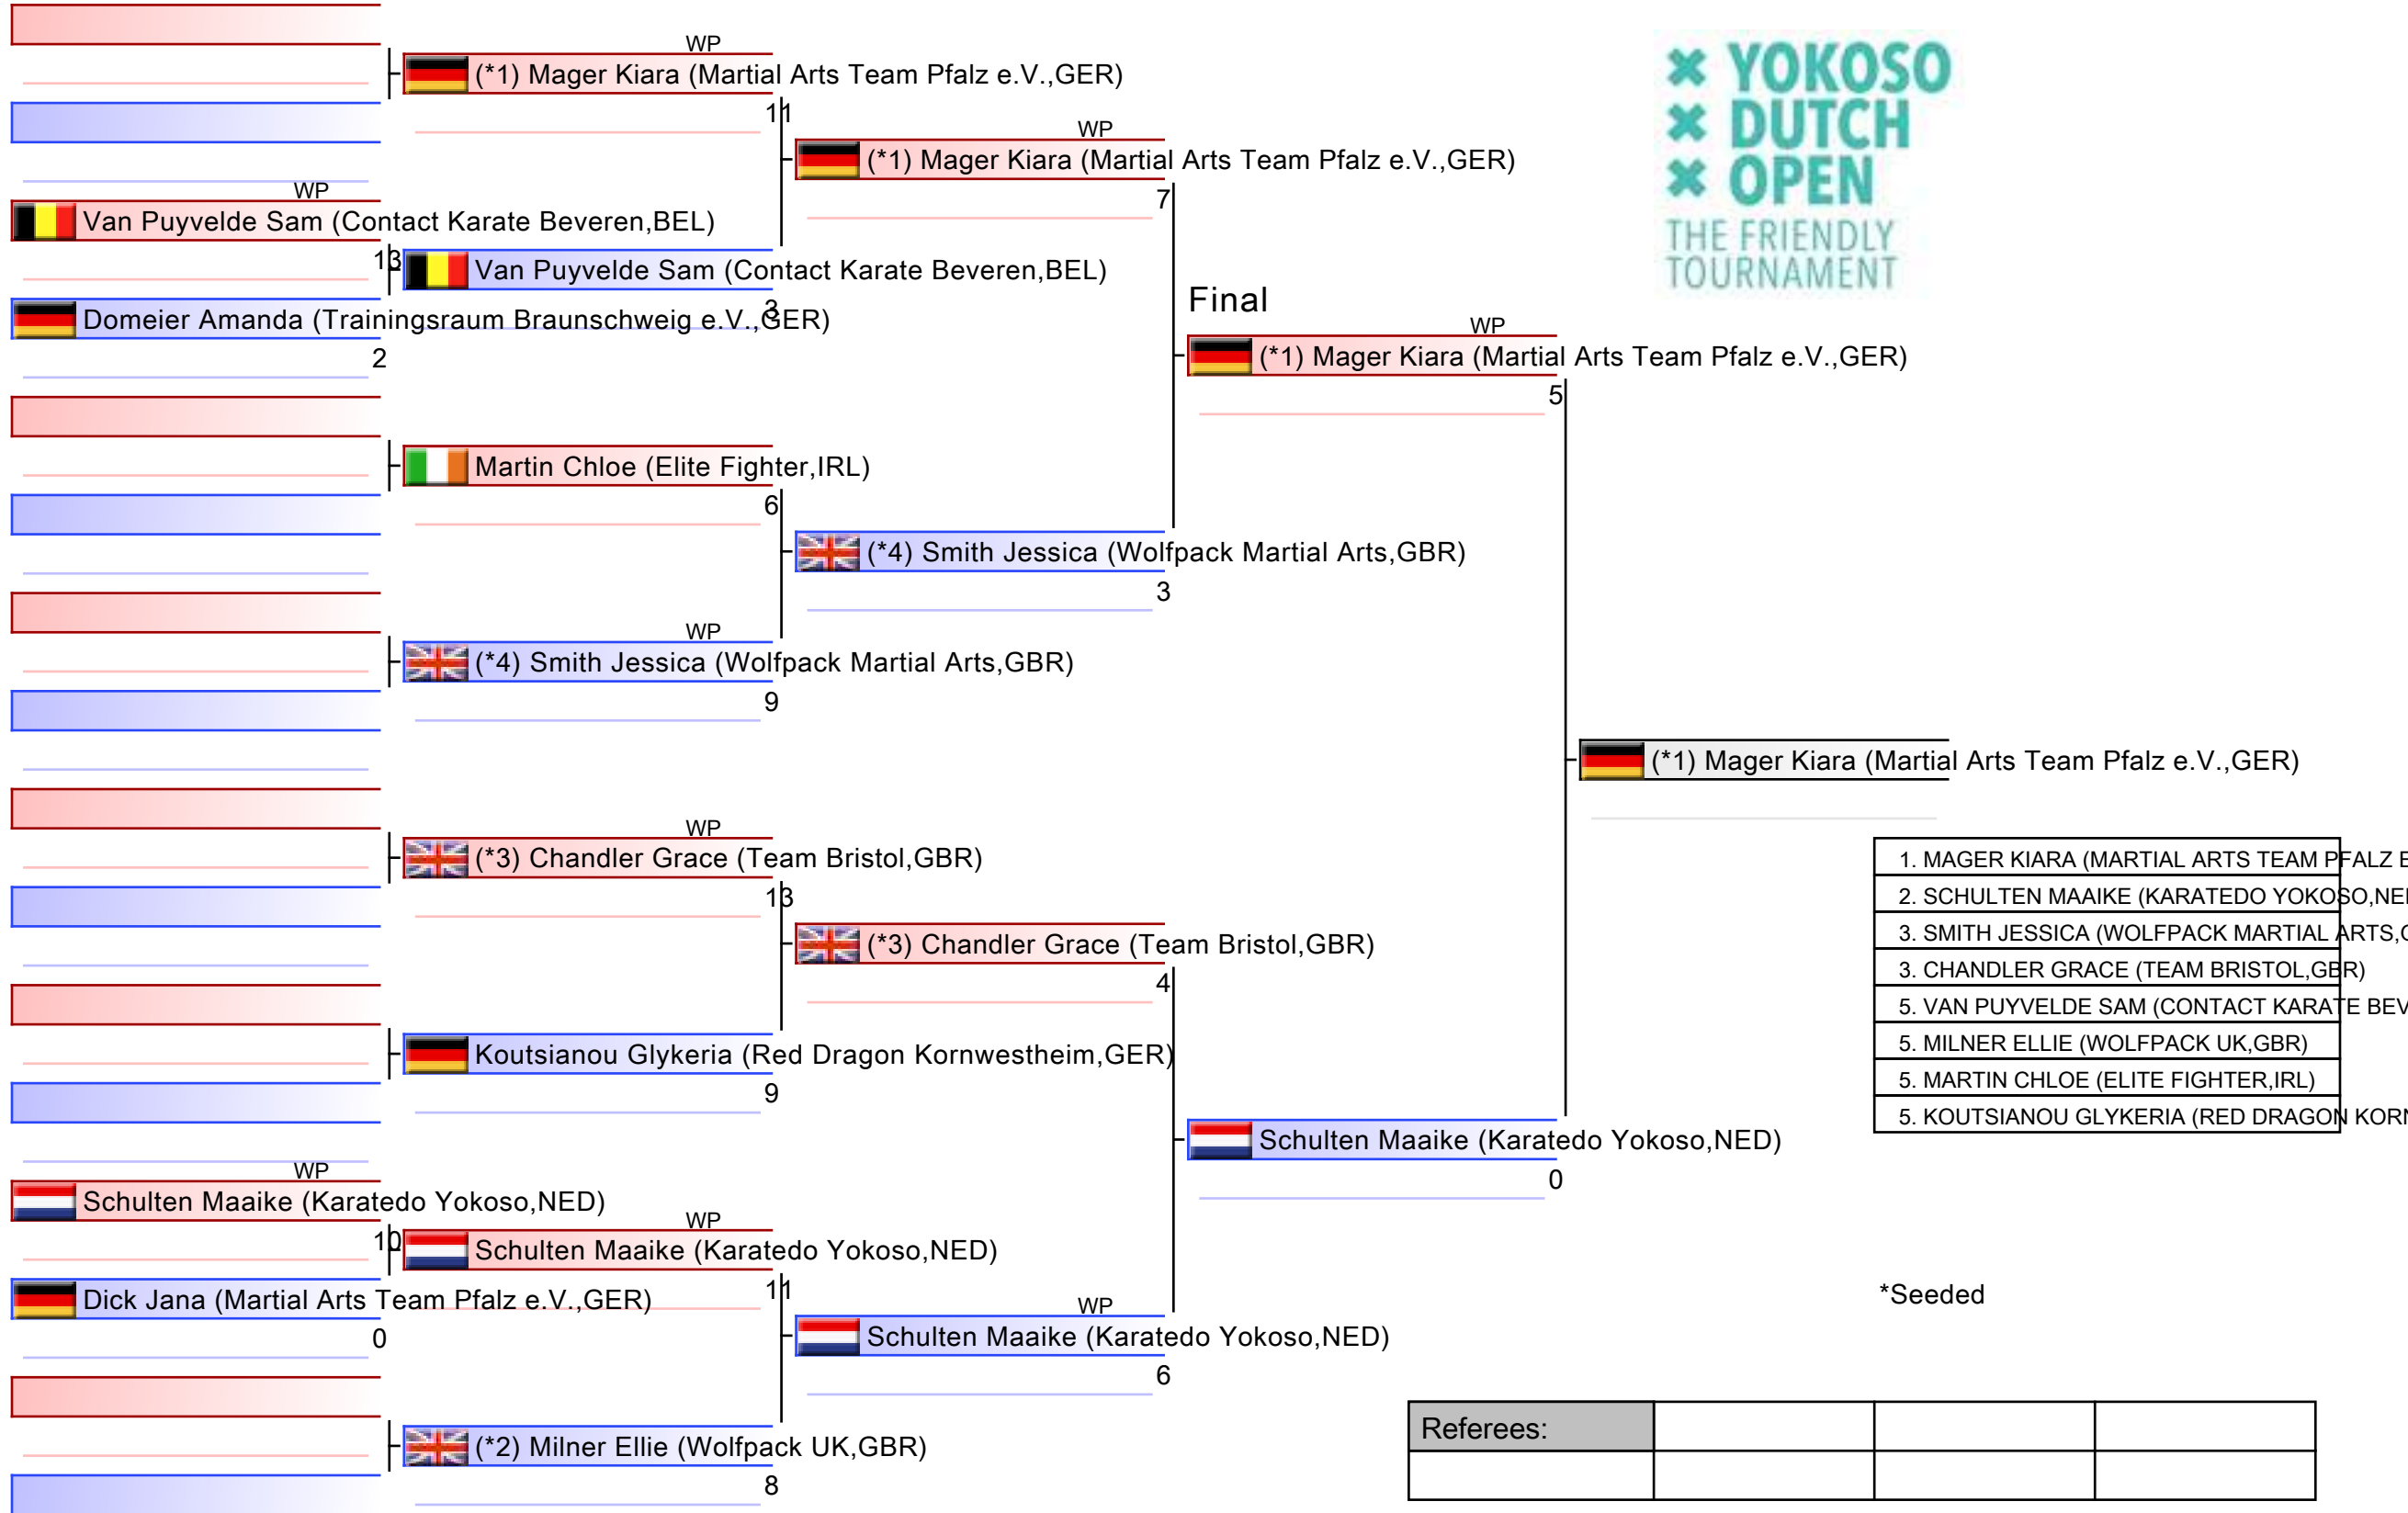 WP
(*1) Mager Kiara (Martial Arts Team Pfalz e.V.,GER)
11
WP
Van Puyvelde Sam (Contact Karate Beveren,BEL)
13
Van Puyvelde Sam (Contact Karate Beveren,BEL)
3
Domeier Amanda (Trainingsraum Braunschweig e.V.,GER)
2
WP
(*1) Mager Kiara (Martial Arts Team Pfalz e.V.,GER)
7
Martin Chloe (Elite Fighter,IRL)
6
(*4) Smith Jessica (Wolfpack Martial Arts,GBR)
3
WP
(*4) Smith Jessica (Wolfpack Martial Arts,GBR)
9
Final
WP
(*1) Mager Kiara (Martial Arts Team Pfalz e.V.,GER)
5
YOKOSO
DUTCH
OPEN
THE FRIENDLY
TOURNAMENT
(*1) Mager Kiara (Martial Arts Team Pfalz e.V.,GER)
WP
(*3) Chandler Grace (Team Bristol,GBR)
13
(*3) Chandler Grace (Team Bristol,GBR)
4
Koutsianou Glykeria (Red Dragon Kornwestheim,GER)
9
Schulten Maaike (Karatedo Yokoso,NED)
0
WP
Schulten Maaike (Karatedo Yokoso,NED)
10
WP
Schulten Maaike (Karatedo Yokoso,NED)
11
Dick Jana (Martial Arts Team Pfalz e.V.,GER)
0
WP
Schulten Maaike (Karatedo Yokoso,NED)
6
(*2) Milner Ellie (Wolfpack UK,GBR)
8
1. MAGER KIARA (MARTIAL ARTS TEAM PFALZ
2. SCHULTEN MAAIKE (KARATEDO YOKOSO,NE
3. SMITH JESSICA (WOLFPACK MARTIAL ARTS,
3. CHANDLER GRACE (TEAM BRISTOL,GBR)
5. VAN PUYVELDE SAM (CONTACT KARATE BEV
5. MILNER ELLIE (WOLFPACK UK,GBR)
5. MARTIN CHLOE (ELITE FIGHTER,IRL)
5. KOUTSIANOU GLYKERIA (RED DRAGON KOR
*Seeded
Referees: